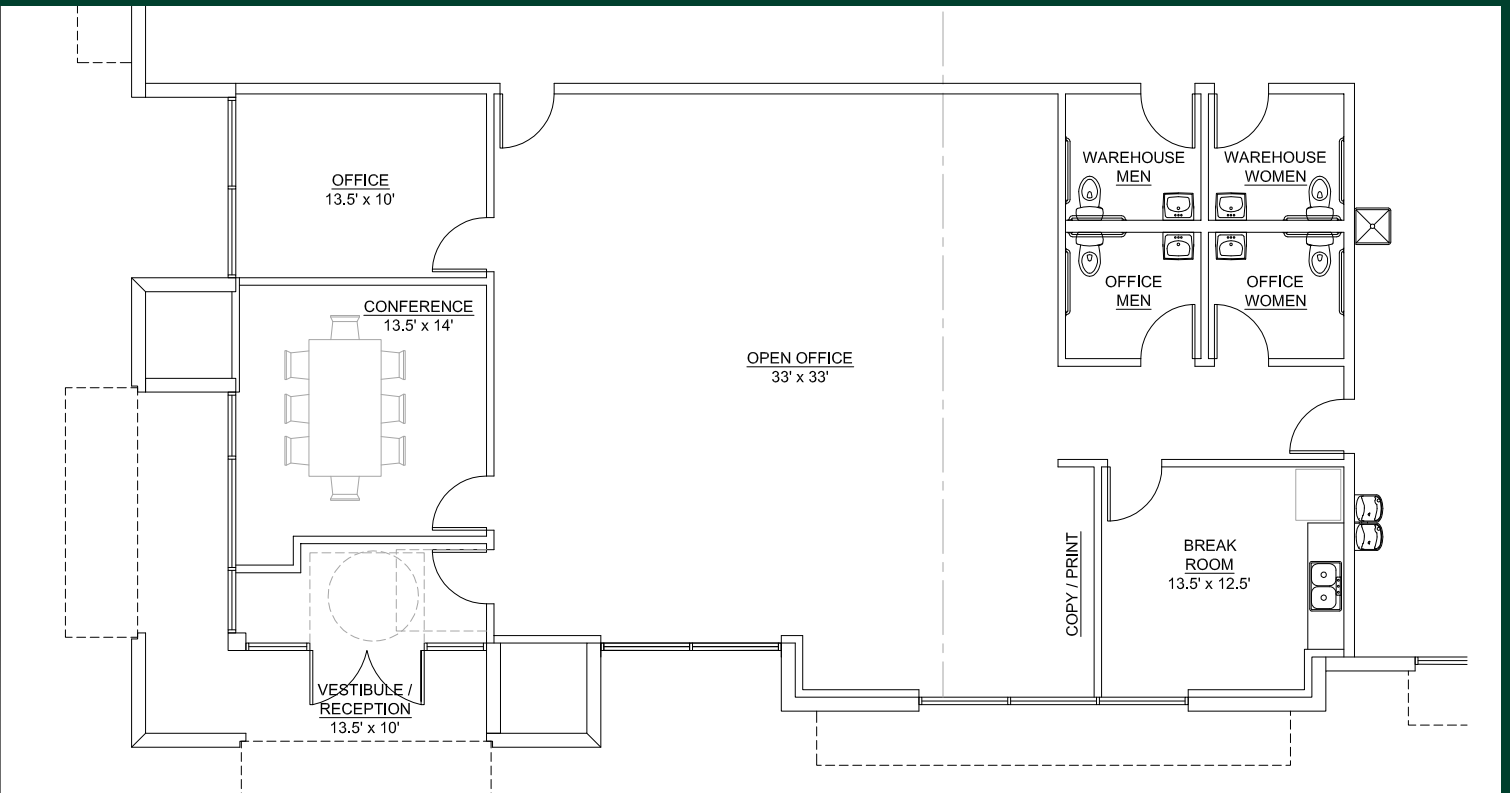 OFFICE
13.5' x 10'
WAREHOUSE
MEN
WAREHOUSE
WOMEN
OFFICE
MEN
OFFICE
WOMEN
CONFERENCE
13.5' x 14'
OPEN OFFICE
33' x 33'
COPY / PRINT
BREAK
ROOM
13.5' x 12.5'
VESTIBULE /
RECEPTION
13.5' x 10'